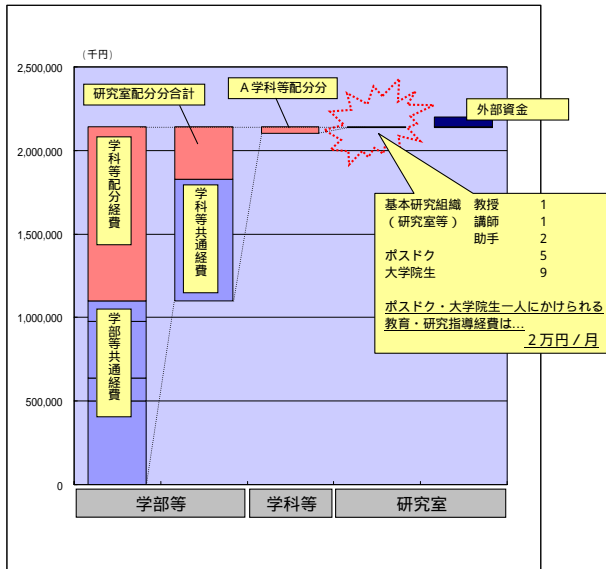 （千円）
2,500,000
2,000,000
1,500,000
1,000,000
500,000
0
研究室配分分合計
Ａ学科等配分分
外部資金
学科等配分経費
学科等共通経費
学部等共通経費
基本研究組織 教授 1
（研究室等） 講師 1
助手 2
ポスドク 5
大学院生 9
ポスドク・大学院生一人にかけられる
教育・研究指導経費は...
２万円／月
学部等
学科等
研究室